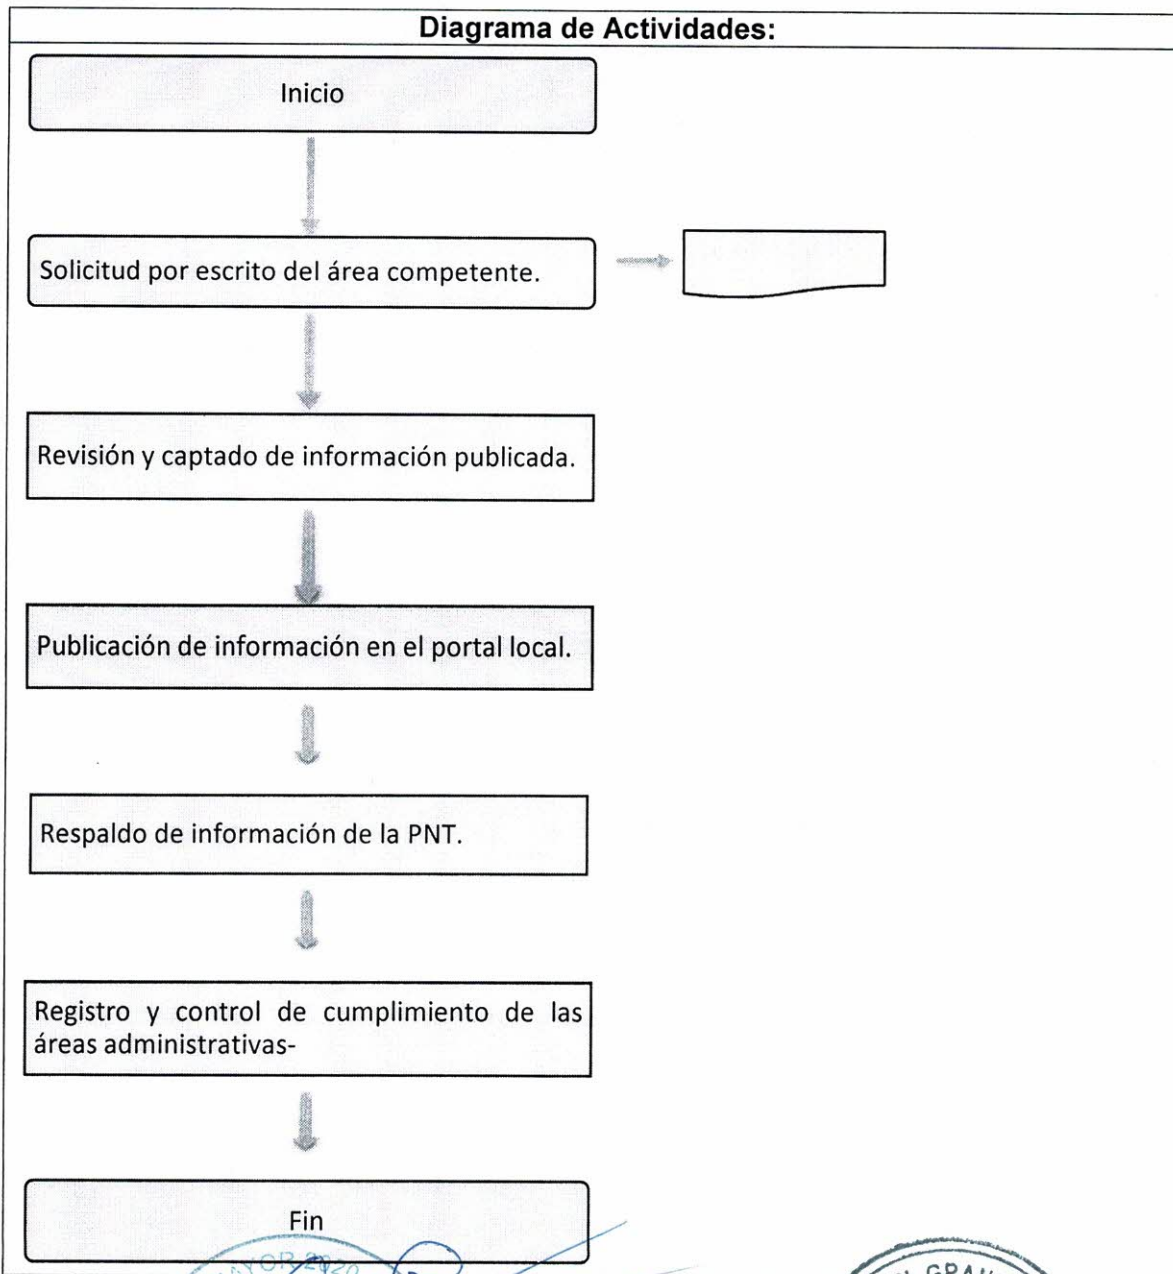 Diagrama de Actividades:
Inicio
Solicitud por escrito del área competente.
Revisión y captado de información publicada.
Publicación de información en el portal local.
Respaldo de información de la PNT.
Registro y control de cumplimiento de las
áreas administrativas-
Fin